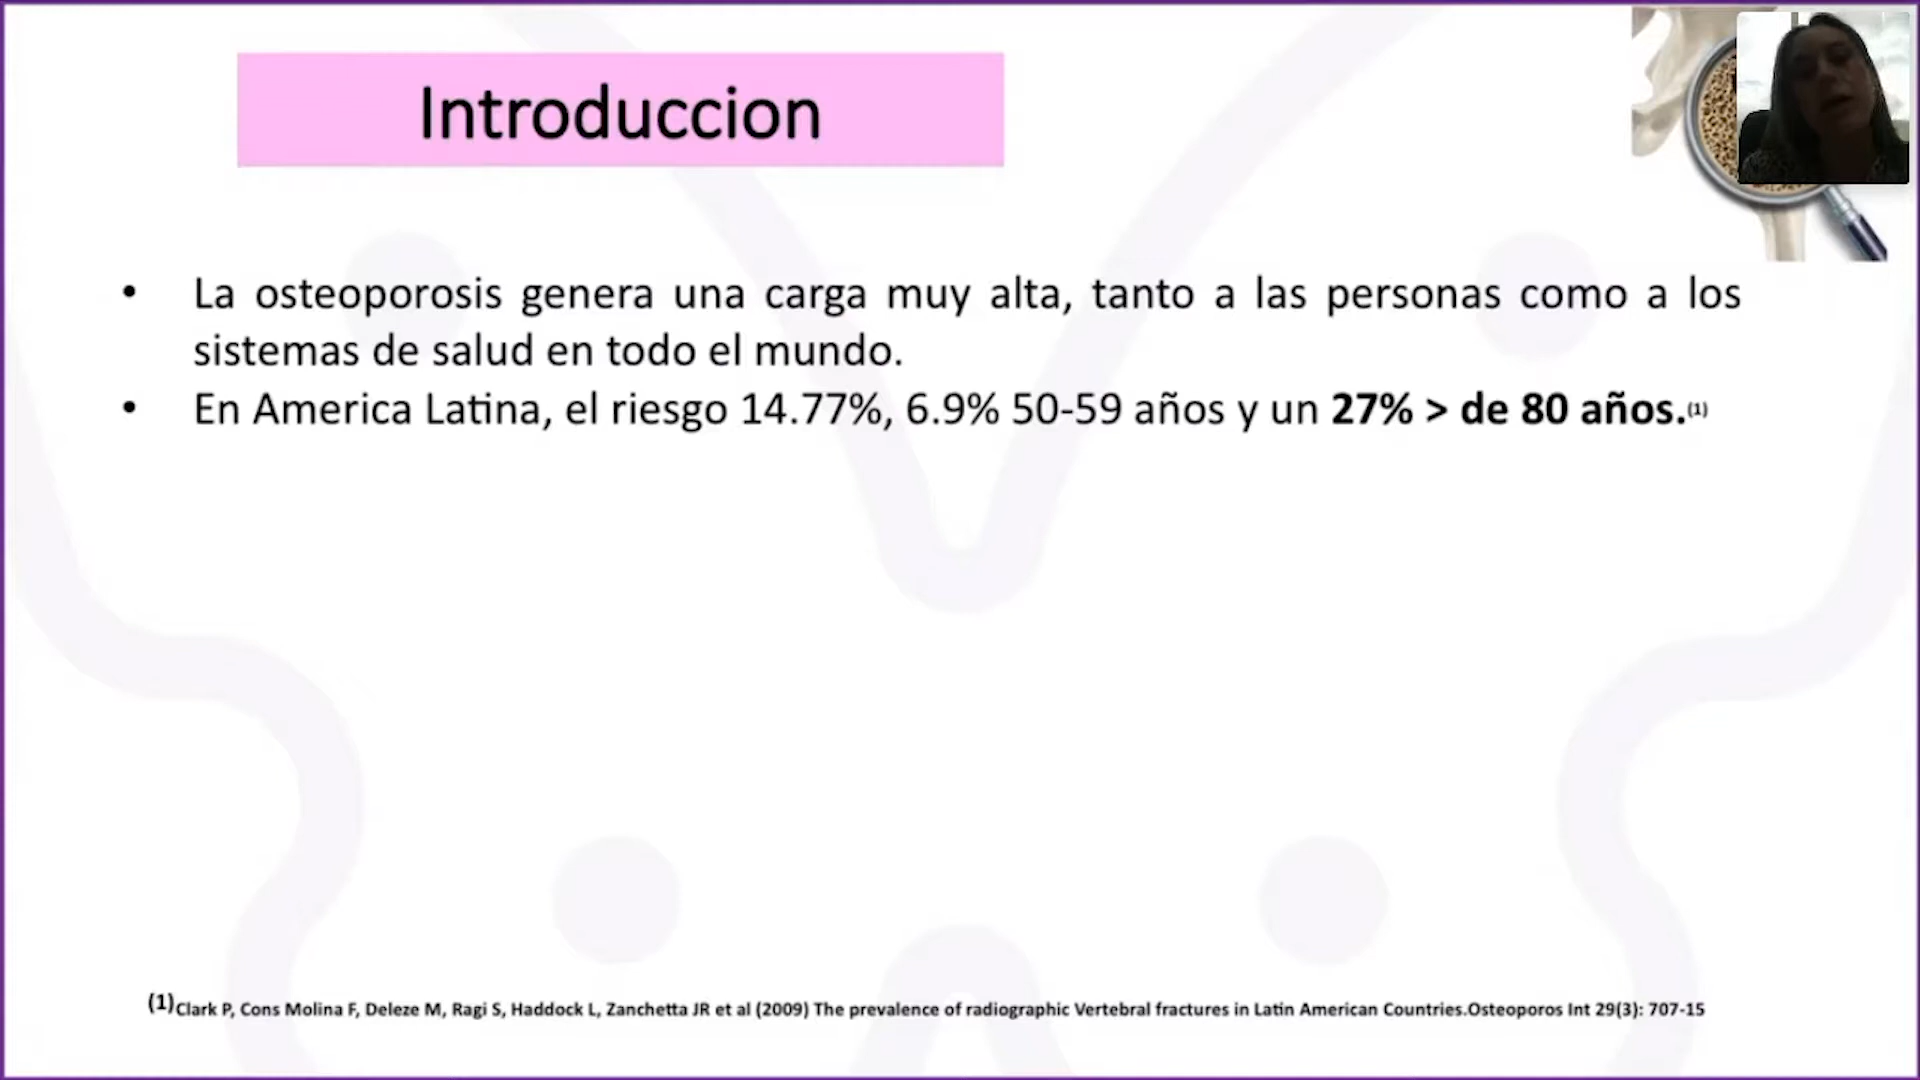 Introduccion
• La osteoporosis genera una carga muy alta, tanto a las personas como a los
sistemas de salud en todo el mundo.
• En America Latina, el riesgo 14.77%, 6.9% 50-59 años y un 27% > de 80 años.(1)
(1)Clark P, Cons Molina F, Deleze M, Ragi S, Haddock L, Zanchetta JR et al (2009) The prevalence of radiographic Vertebral fractures in Latin American Countries.Osteoporos Int 29(3): 707-15